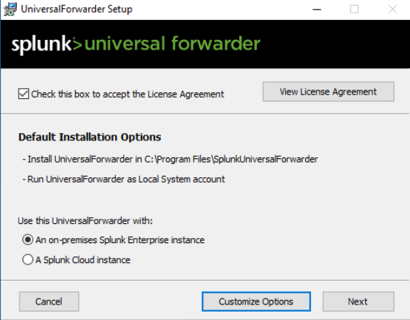 UniversalForwarder Setup
splunk>universal forwarder
Check this box to accept the License Agreement
View License Agreement
Default Installation Options
- Install UniversalForwarder in C:\Program Files\SplunkUniversalForwarder
- Run UniversalForwarder as Local System account
Use this UniversalForwarder with:
An on-premises Splunk Enterprise instance
A Splunk Cloud instance
Cancel
Customize Options
Next